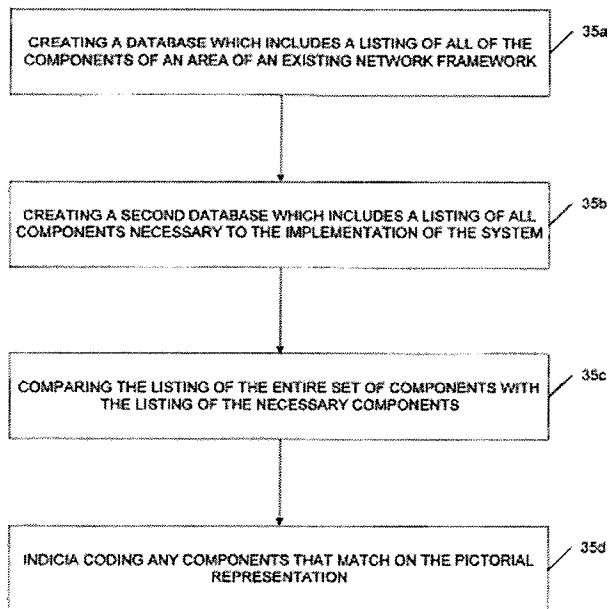 35a
CREATING A DATABASE WHICH INCLUDES A LISTING OF ALL OF THE
COMPONENTS OF AN AREA OF AN EXISTING NETWORK FRAMEWORK
35b
CREATING A SECOND DATABASE WHICH INCLUDES A LISTING OF ALL
COMPONENTS NECESSARY TO THE IMPLEMENTATION OF THE SYSTEM
35c
COMPARING THE LISTING OF THE ENTIRE SET OF COMPONENTS WITH
THE LISTING OF THE NECESSARY COMPONENTS
35d
INDICIA CODING ANY COMPONENTS THAT MATCH ON THE PICTORIAL
REPRESENTATION